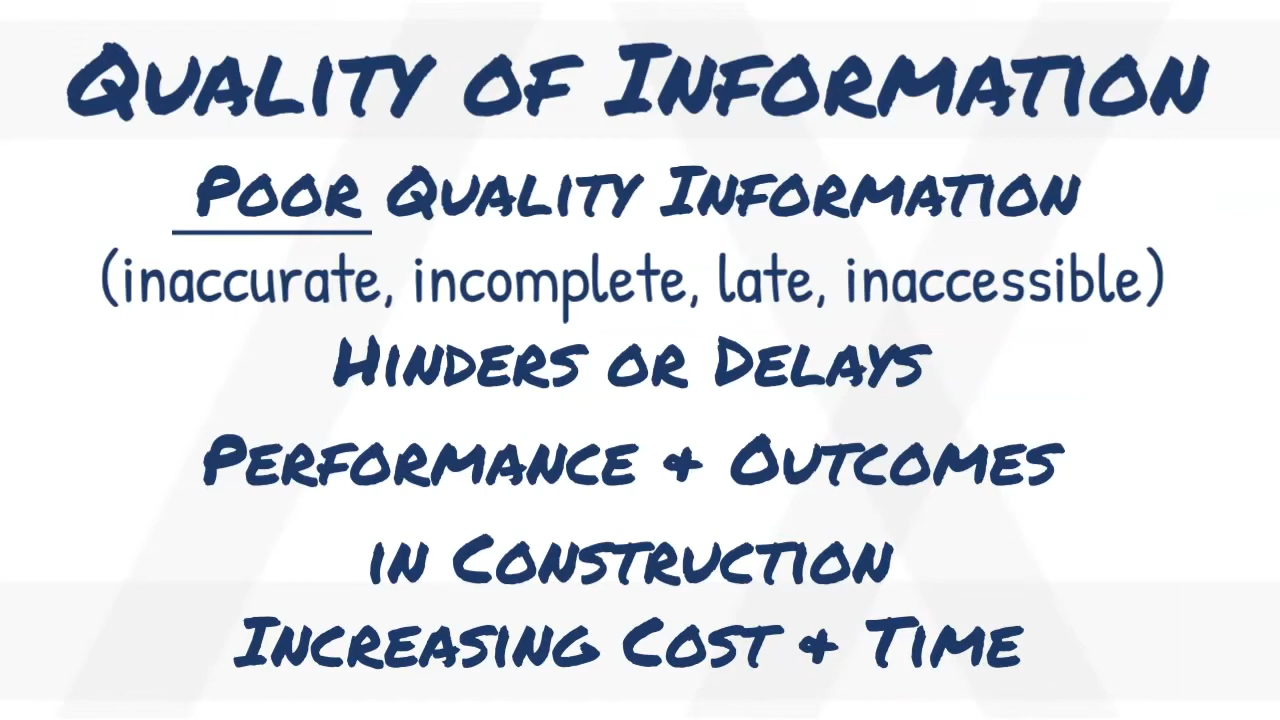 Quality of Information
Poor Quality Information
(inaccurate, incomplete, late, inaccessible)
Hinders or Delays
Performance & Outcomes
in Construction
Increasing Cost & Time